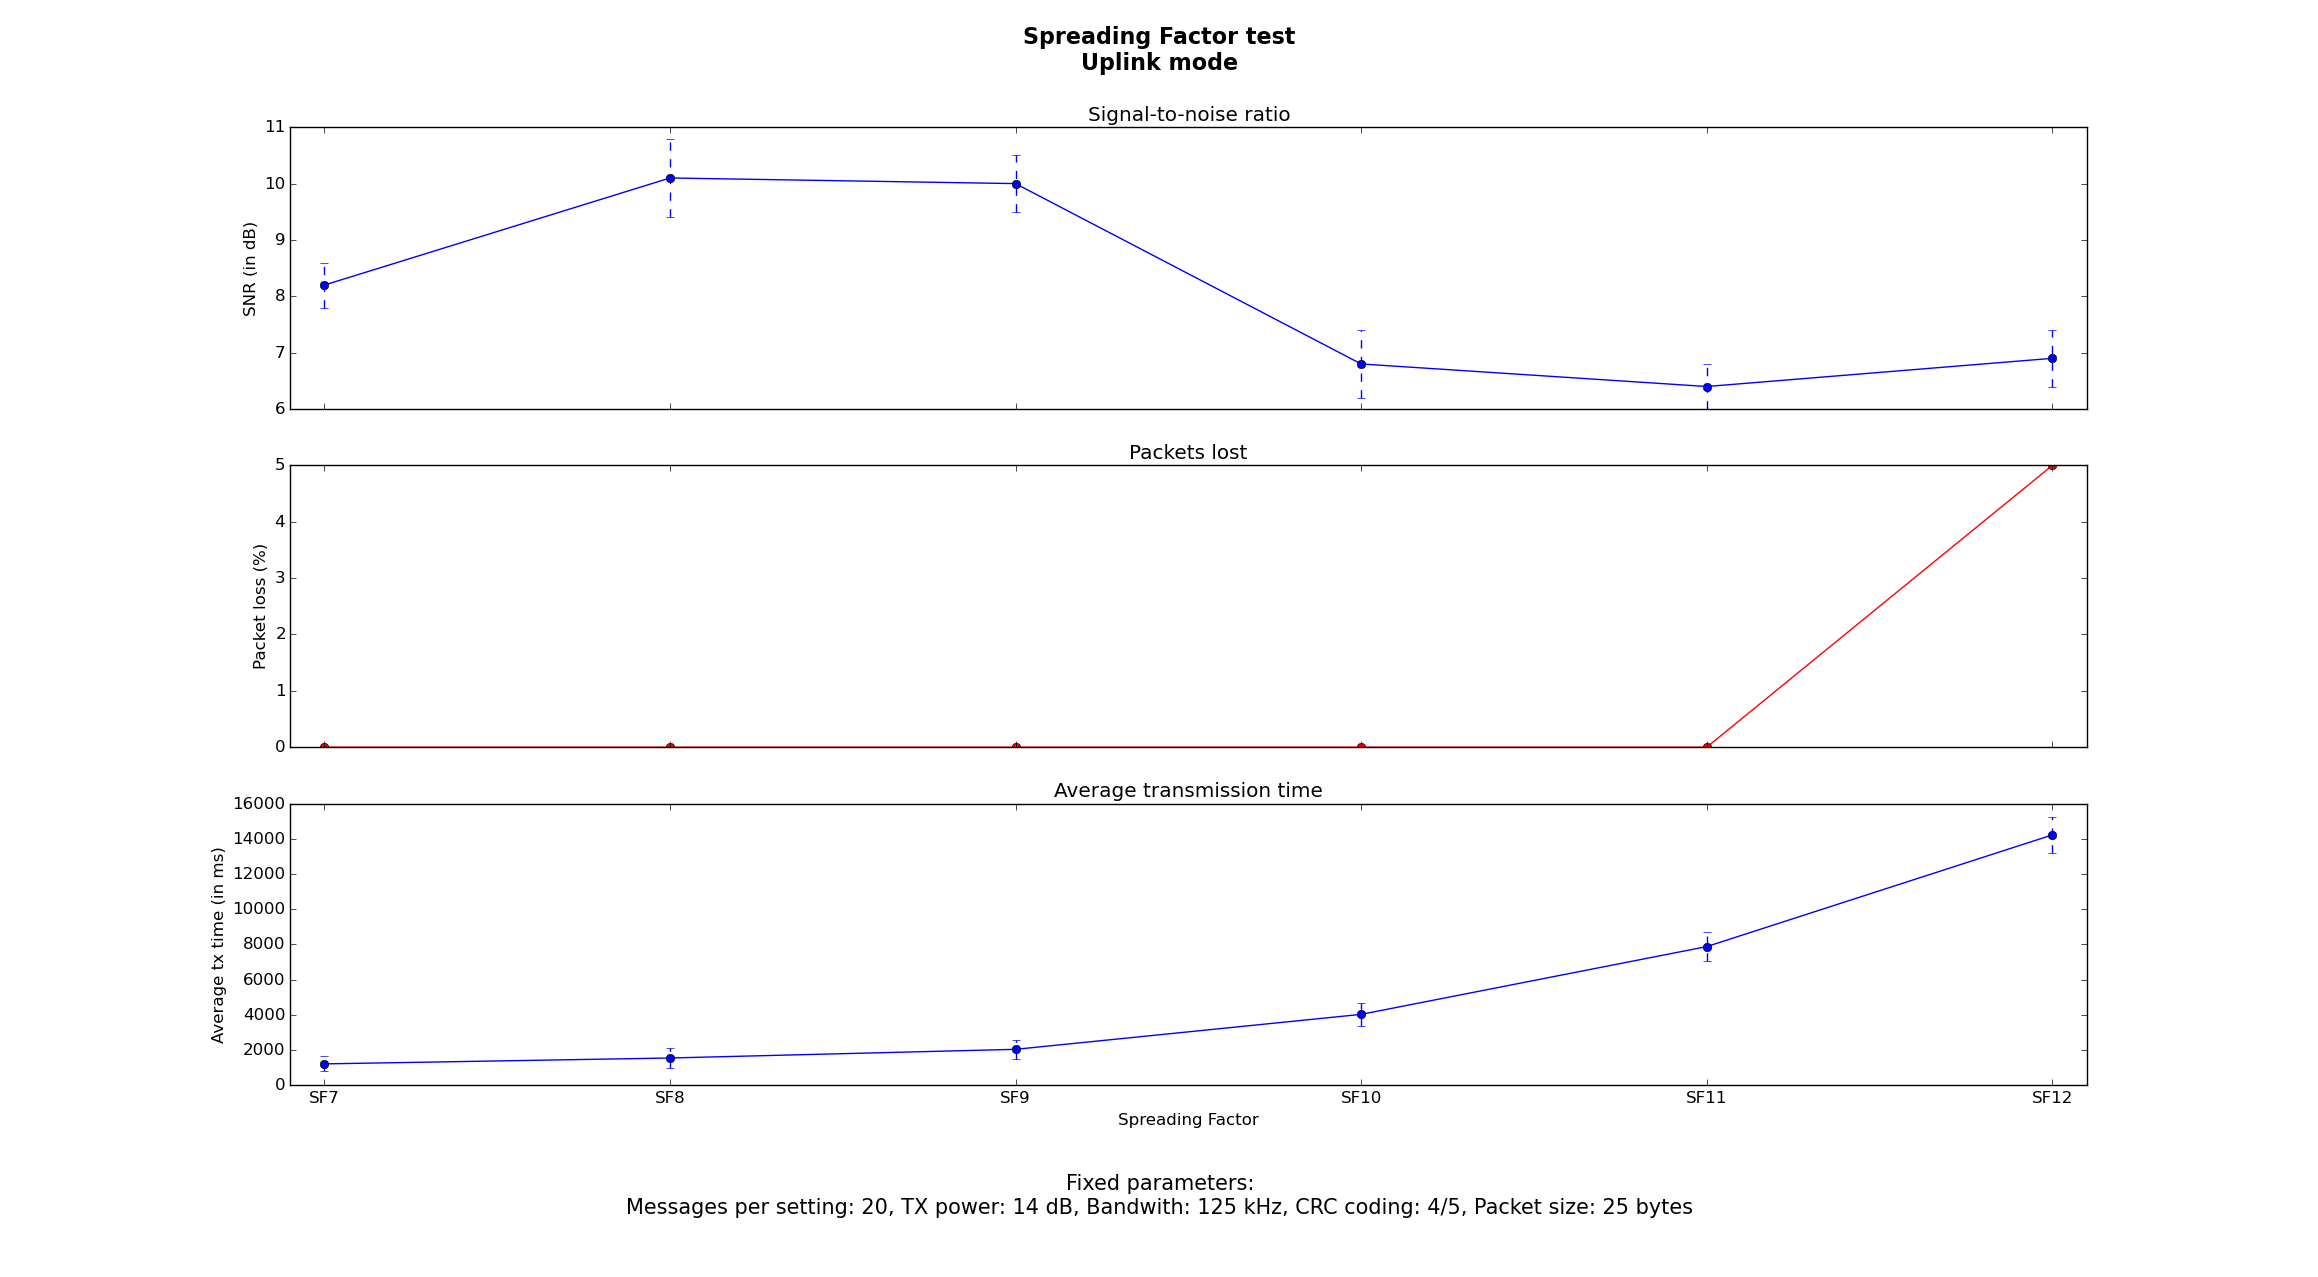 Spreading Factor test
Uplink mode
Signal-to-noise ratio
11
10
9
8
7
6
SNR (in dB)
Packets lost
5
4
3
2
1
0
Packet loss (%)
Average transmission time
16000
14000
12000
10000
8000
6000
4000
2000
0
Average tx time (in ms)
SF7 SF8 SF9 SF10 SF11 SF12
Spreading Factor
Fixed parameters:
Messages per setting: 20, TX power: 14 dB, Bandwith: 125 kHz, CRC coding: 4/5, Packet size: 25 bytes